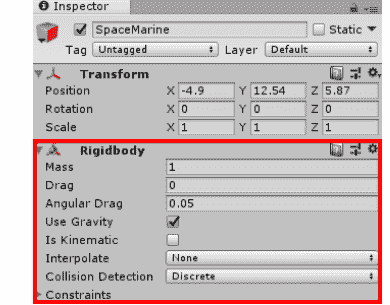 Inspector
SpaceMarine Static
Tag Untagged Layer Default
Transform
Position X -4.9 Y 12.54 Z 5.87
Rotation X 0 Y 0 Z 0
Scale X 1 Y 1 Z 1
Rigidbody
Mass 1
Drag 0
Angular Drag 0.05
Use Gravity
Is Kinematic
Interpolate None
Collision Detection Discrete
Constraints